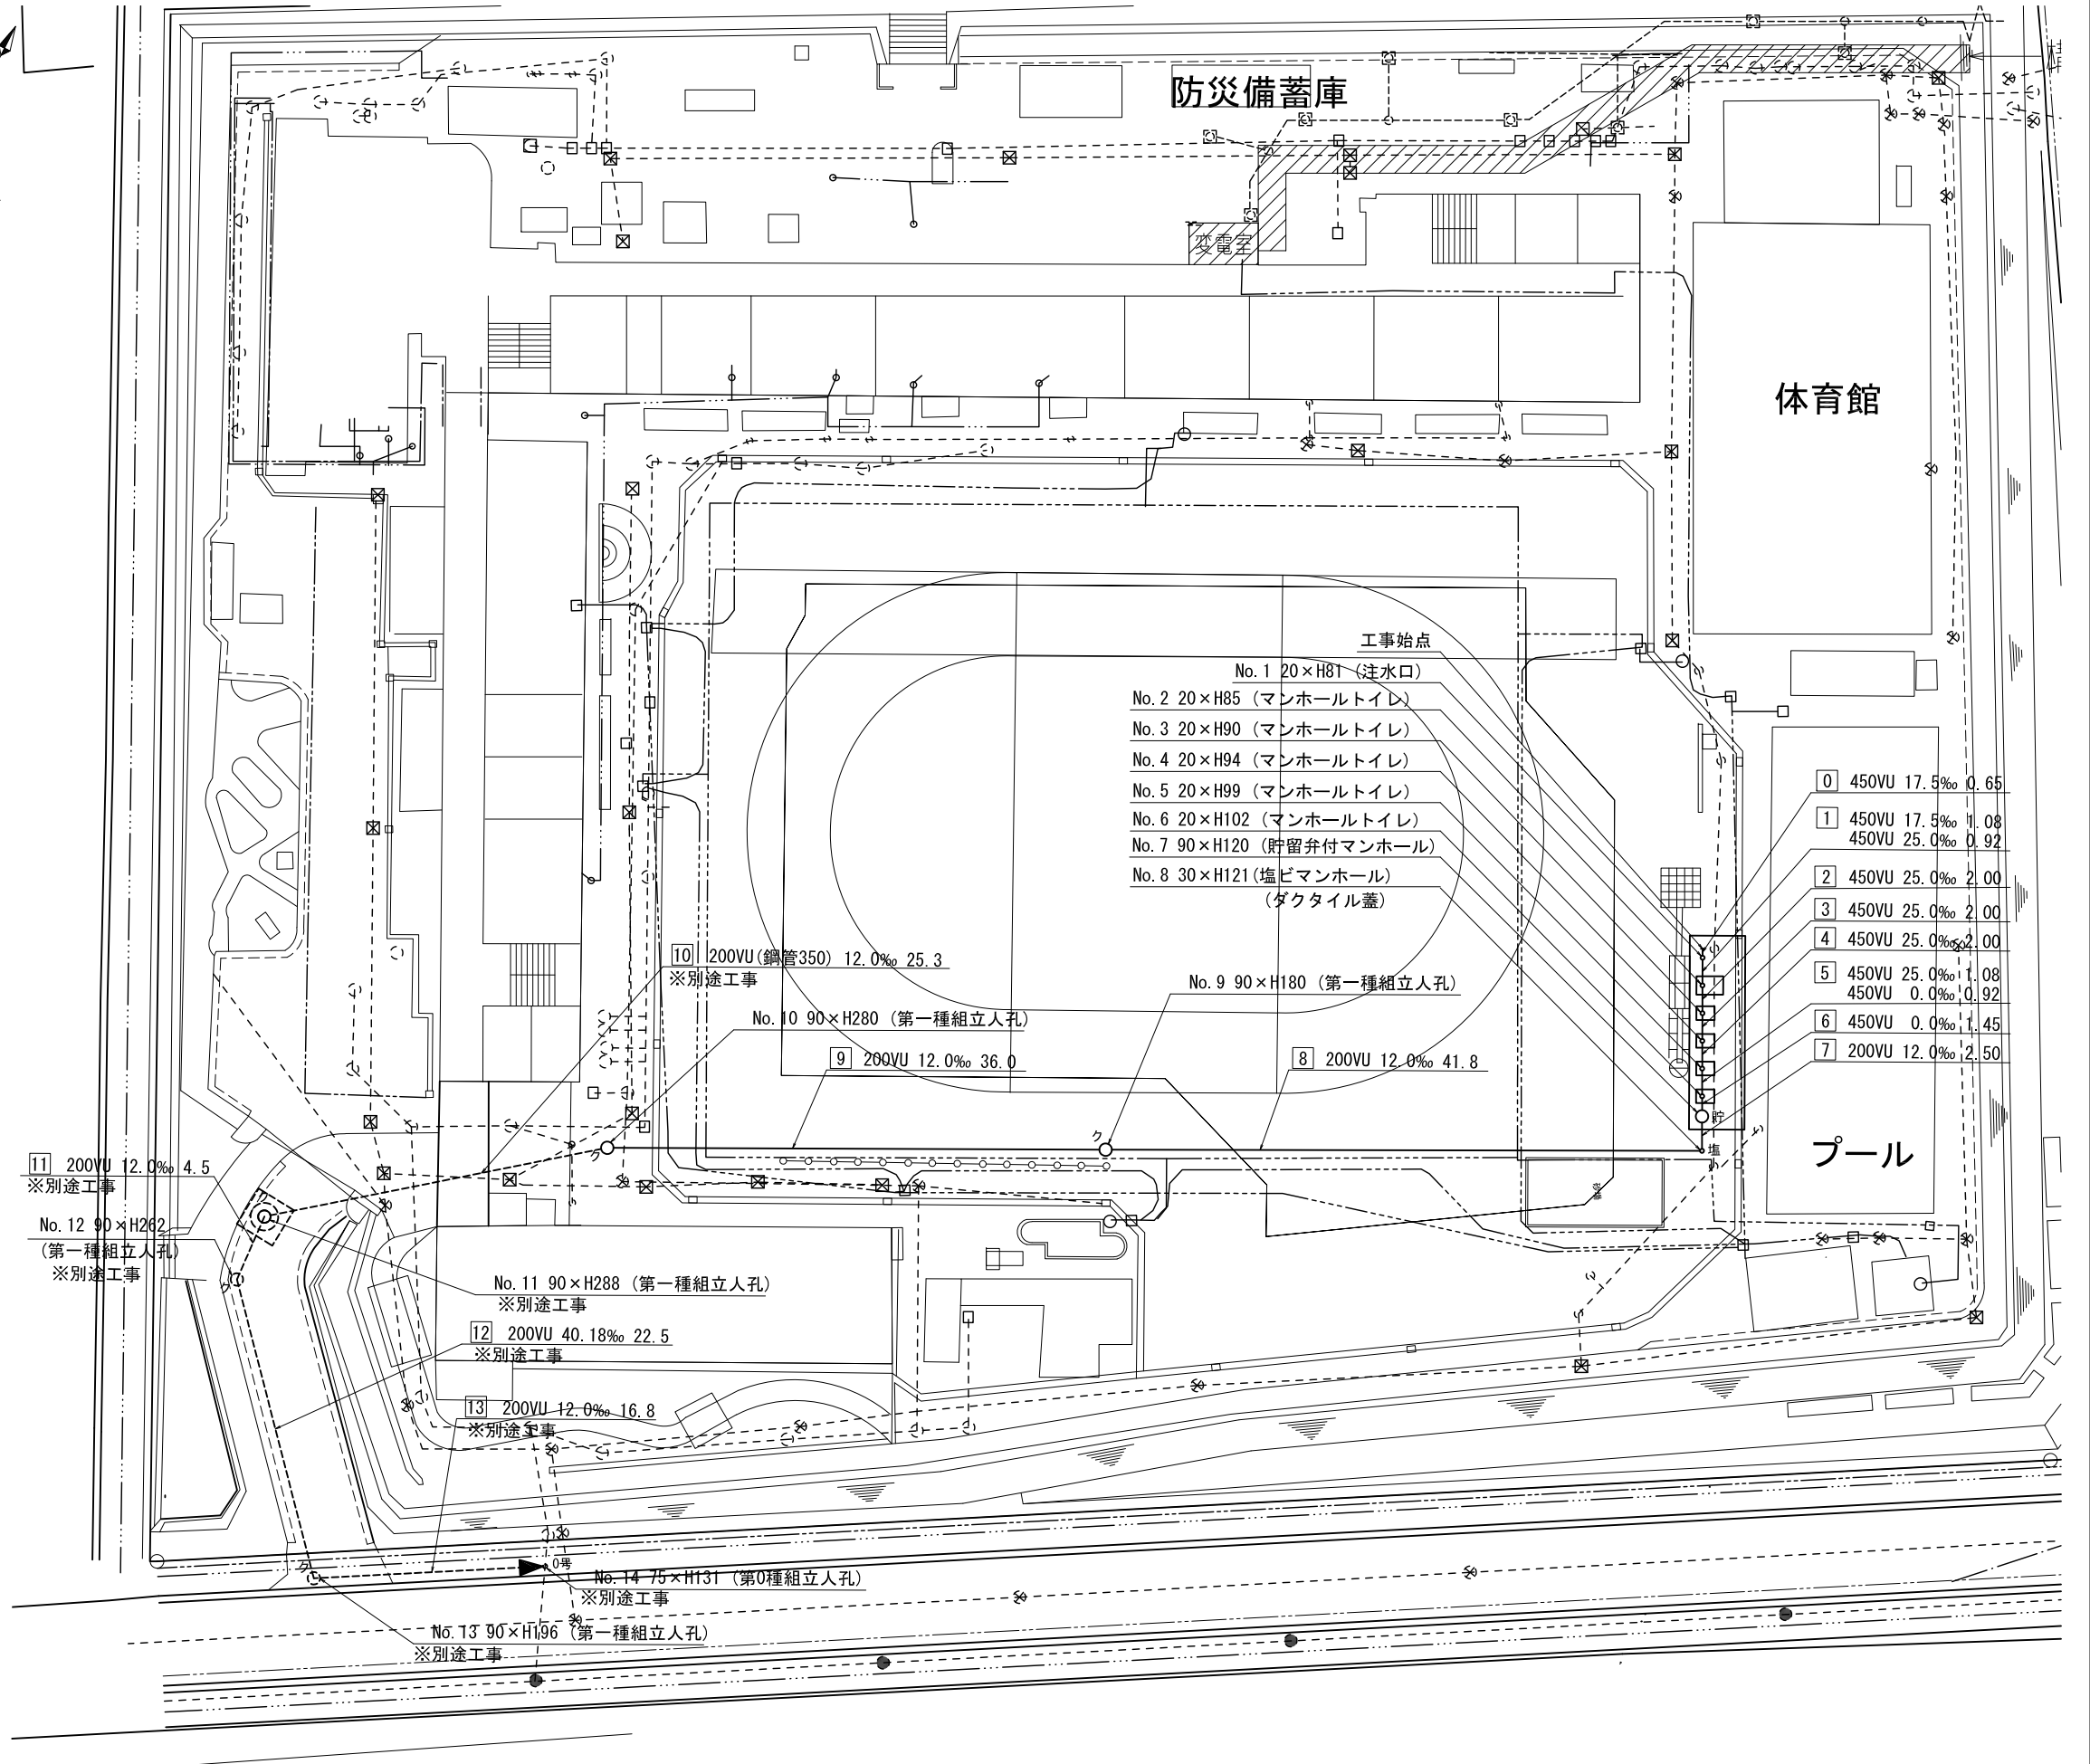 防災備蓄庫
変電室
体育館
工事始点
No. 1 20×H81 (注水口)
No. 2 20×H85 (マンホールトイレ)
No. 3 20×H90 (マンホールトイレ)
No. 4 20×H94 (マンホールトイレ)
No. 5 20×H99 (マンホールトイレ)
No. 6 20×H102 (マンホールトイレ)
No. 7 90×H120 (貯留弁付マンホール)
No. 8 30×H121(塩ビマンホール)
(ダクタイル蓋)
0 450VU 17.5‰ 0.65
1 450VU 17.5‰ 1.08
450VU 25.0‰ 0.92
2 450VU 25.0‰ 2.00
3 450VU 25.0‰ 2.00
4 450VU 25.0‰ 2.00
5 450VU 25.0‰ 1.08
450VU 0.0‰ 0.92
6 450VU 0.0‰ 1.45
7 200VU 12.0‰ 2.50
10 200VU(鋼管350) 12.0‰ 25.3
※別途工事
No. 9 90×H180 (第一種組立人孔)
No. 10 90×H280 (第一種組立人孔)
9 200VU 12.0‰ 36.0
8 200VU 12.0‰ 41.8
貯
塩
ク
ク
プール
11 200VU 12.0‰ 4.5
※別途工事
No. 12 90×H262
(第一種組立人孔)
※別途工事
ク
No. 11 90×H288 (第一種組立人孔)
※別途工事
12 200VU 40.18‰ 22.5
※別途工事
13 200VU 12.0‰ 16.8
※別途工事
ク
0号
No. 14 75×H131 (第0種組立人孔)
※別途工事
No. 13 90×H196 (第一種組立人孔)
※別途工事